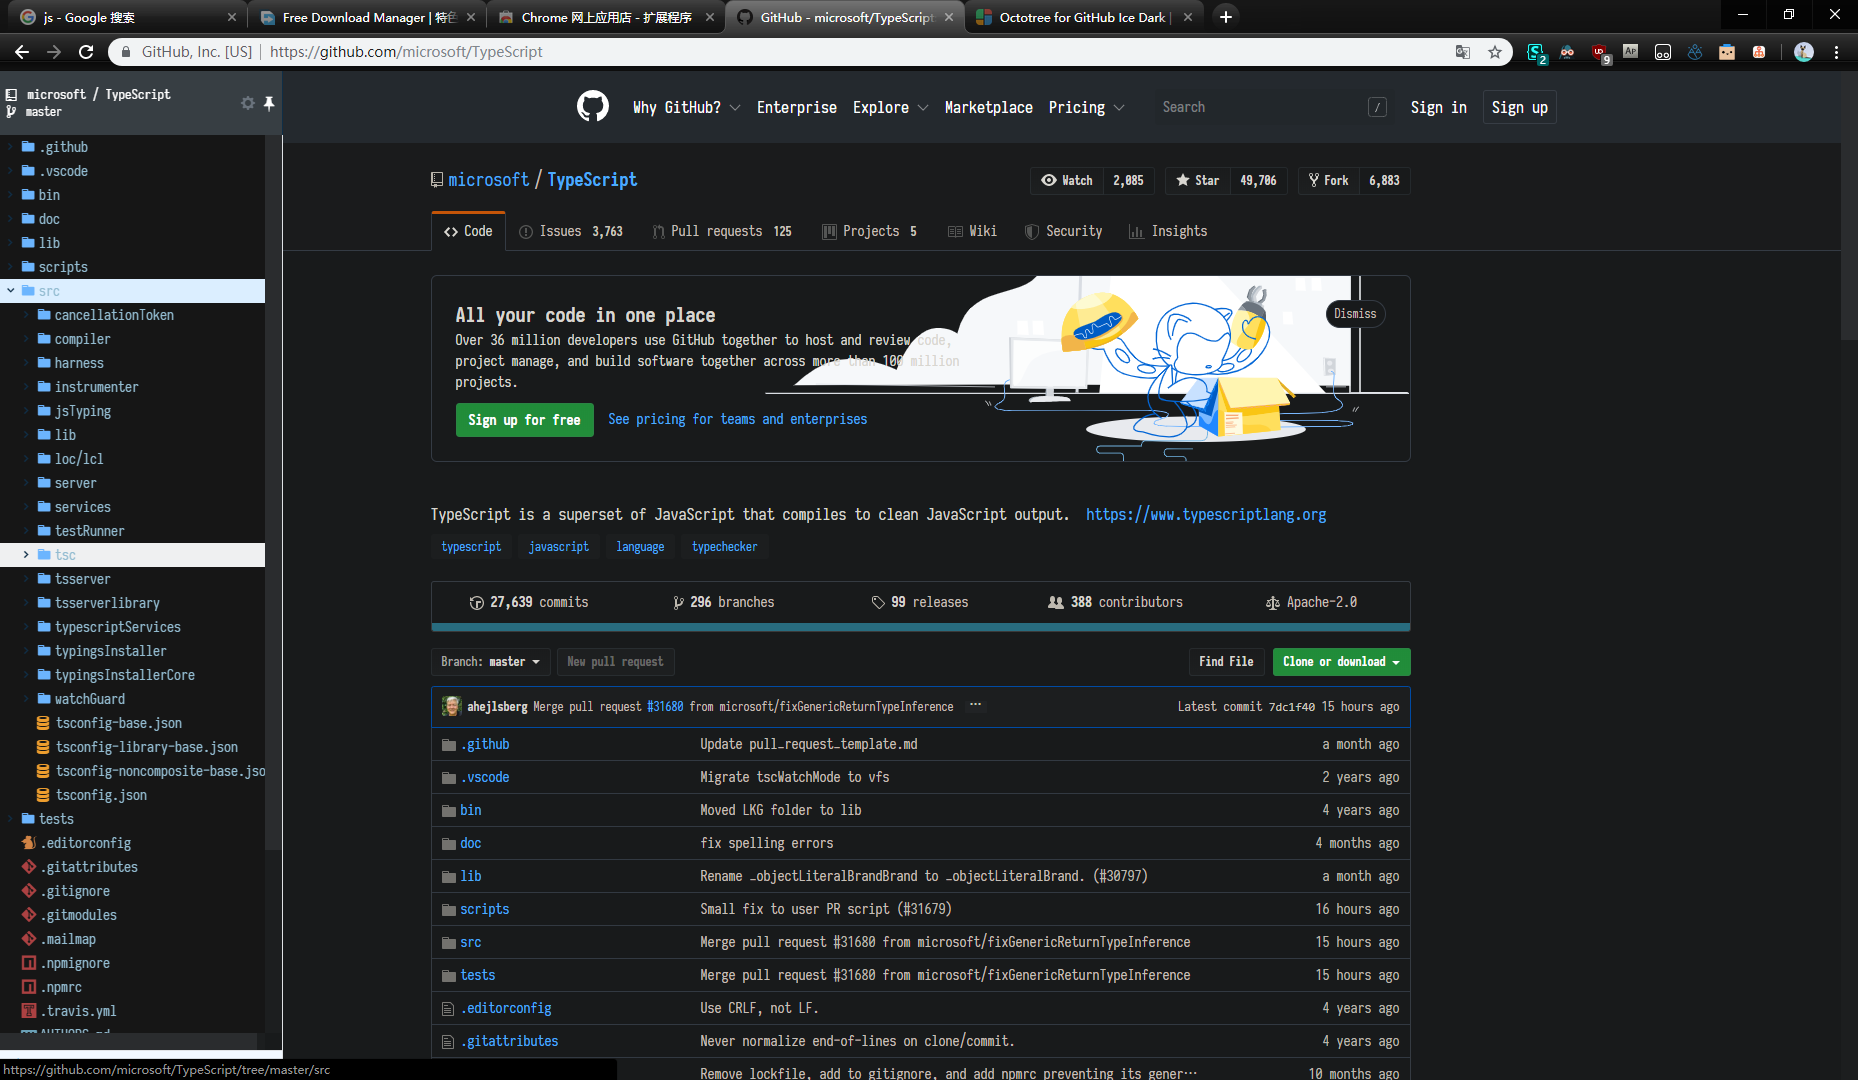 js - Google 搜索
Free Download Manager | 特色
Chrome 网上应用店 - 扩展程序
GitHub - microsoft/TypeScript
Octotree for GitHub Ice Dark |
GitHub, Inc. [US] | https://github.com/microsoft/TypeScript
2
9
microsoft / TypeScript
master
.github
.vscode
bin
doc
lib
scripts
src
cancellationToken
compiler
harness
instrumenter
jsTyping
lib
loc/lcl
server
services
testRunner
tsc
tsserver
tsserverlibrary
typescriptServices
typingsInstaller
typingsInstallerCore
watchGuard
tsconfig-base.json
tsconfig-library-base.json
tsconfig-noncomposite-base.jso
tsconfig.json
tests
.editorconfig
.gitattributes
.gitignore
.gitmodules
.mailmap
.npmignore
.npmrc
.travis.yml
AUTHORS.md
https://github.com/microsoft/TypeScript/tree/master/src
Why GitHub? Enterprise Explore Marketplace Pricing Search / Sign in Sign up
microsoft / TypeScript
Watch 2,085 Star 49,706 Fork 6,883
Code Issues 3,763 Pull requests 125 Projects 5 Wiki Security Insights
All your code in one place
Dismiss
Over 36 million developers use GitHub together to host and review code,
project manage, and build software together across more than 100 million
projects.
Sign up for free See pricing for teams and enterprises
TypeScript is a superset of JavaScript that compiles to clean JavaScript output. https://www.typescriptlang.org
typescript javascript language typechecker
27,639 commits 296 branches 99 releases 388 contributors Apache-2.0
Branch: master New pull request Find File Clone or download
ahejlsberg Merge pull request #31680 from microsoft/fixGenericReturnTypeInference ... Latest commit 7dc1f40 15 hours ago
.github Update pull_request_template.md a month ago
.vscode Migrate tscWatchMode to vfs 2 years ago
bin Moved LKG folder to lib 4 years ago
doc fix spelling errors 4 months ago
lib Rename _objectLiteralBrandBrand to _objectLiteralBrand. (#30797) a month ago
scripts Small fix to user PR script (#31679) 16 hours ago
src Merge pull request #31680 from microsoft/fixGenericReturnTypeInference 15 hours ago
tests Merge pull request #31680 from microsoft/fixGenericReturnTypeInference 15 hours ago
.editorconfig Use CRLF, not LF. 4 years ago
.gitattributes Never normalize end-of-lines on clone/commit. 4 years ago
Remove lockfile, add to gitignore, and add npmrc preventing its gener… 10 months ago